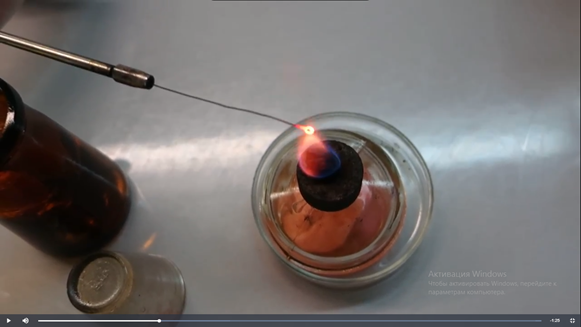 Активация Windows
Чтобы активировать Windows, перейдите в
параметры компьютера.
-1:25